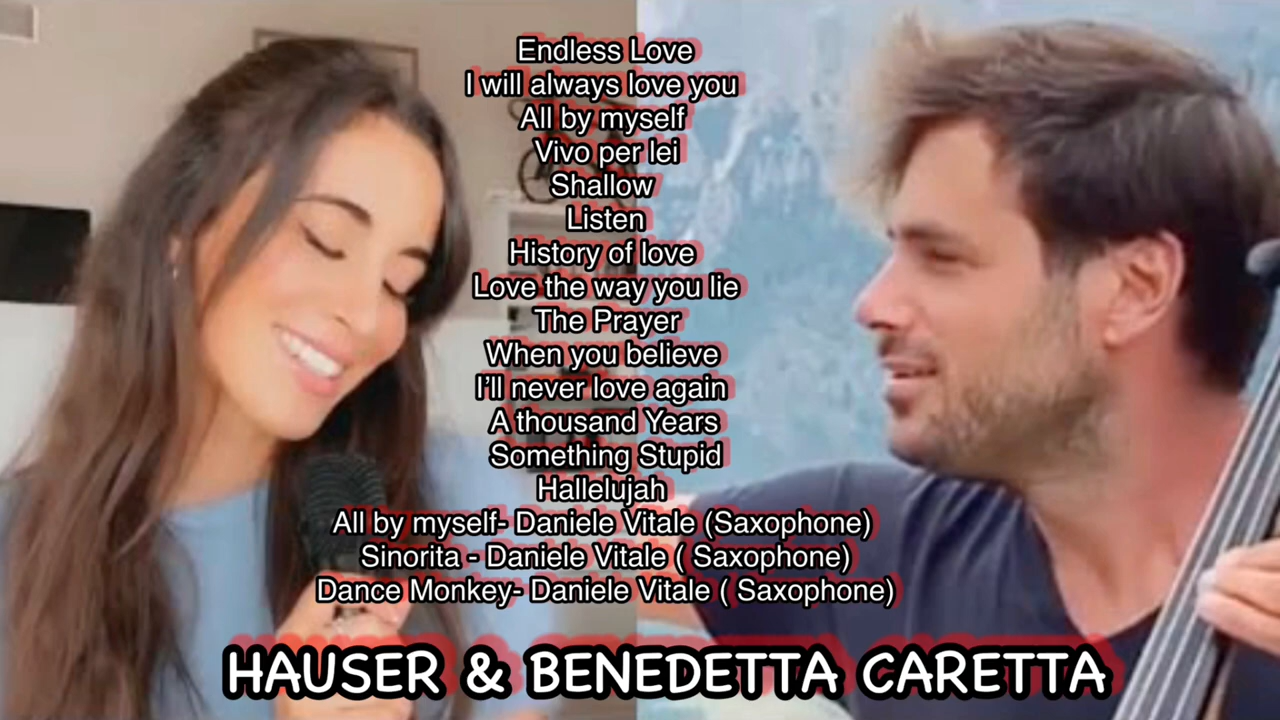 Endless Love
I will always love you
All by myself
Vivo per lei
Shallow
Listen
History of love
Love the way you lie
The Prayer
When you believe
I'll never love again
A thousand Years
Something Stupid
Hallelujah
All by myself- Daniele Vitale (Saxophone)
Sinorita - Daniele Vitale ( Saxophone)
Dance Monkey- Daniele Vitale ( Saxophone)
HAUSER & BENEDETTA CARETTA